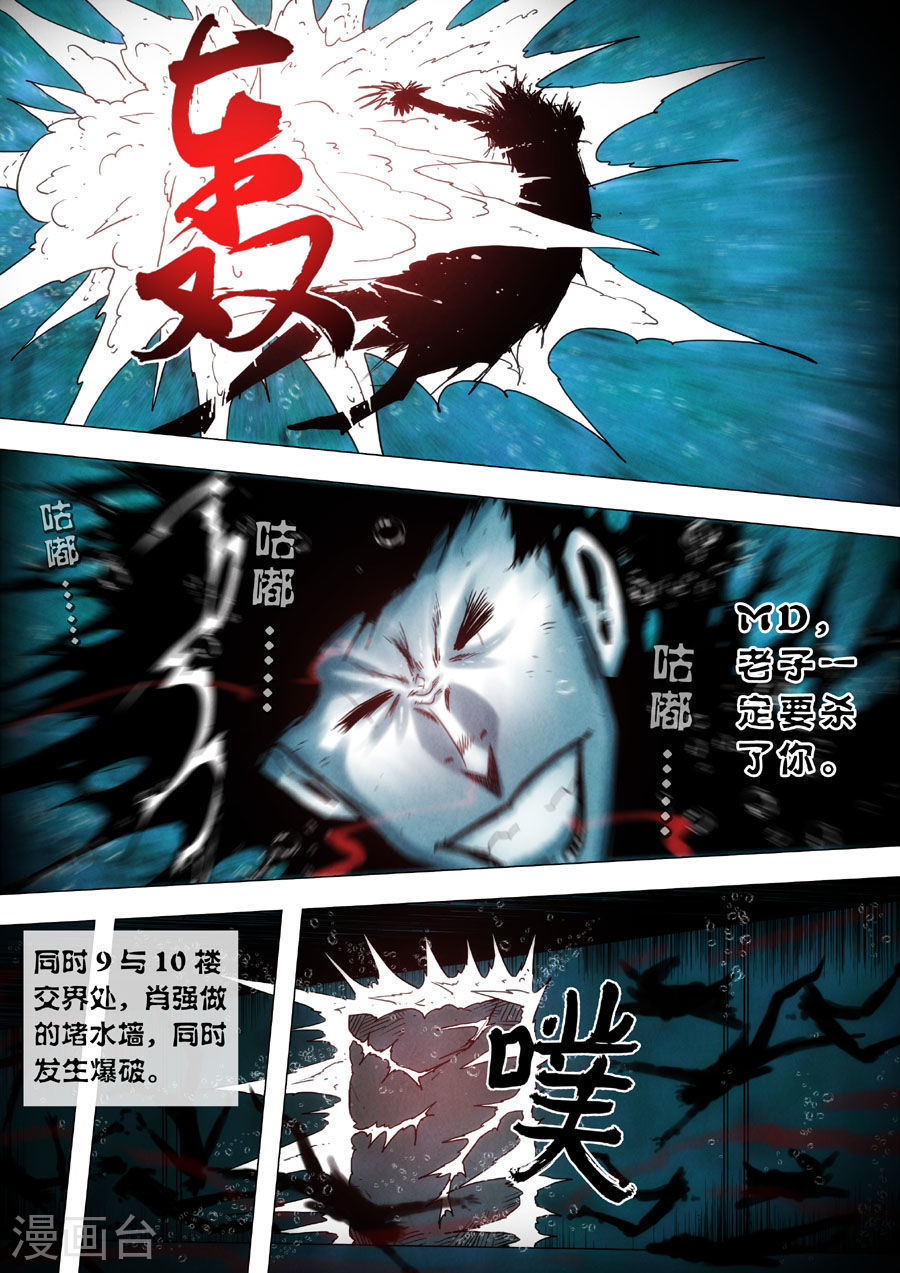 轰
咕嘟……
咕嘟……
咕嘟……
MD，
老子一
定要杀
了你。
同时9与10楼
交界处，肖强做
的堵水墙，同时
发生爆破。
噗
漫画台